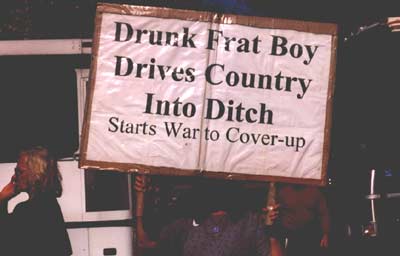 Drunk Frat Boy
Drives Country
Into Ditch
Starts War to Cover-up